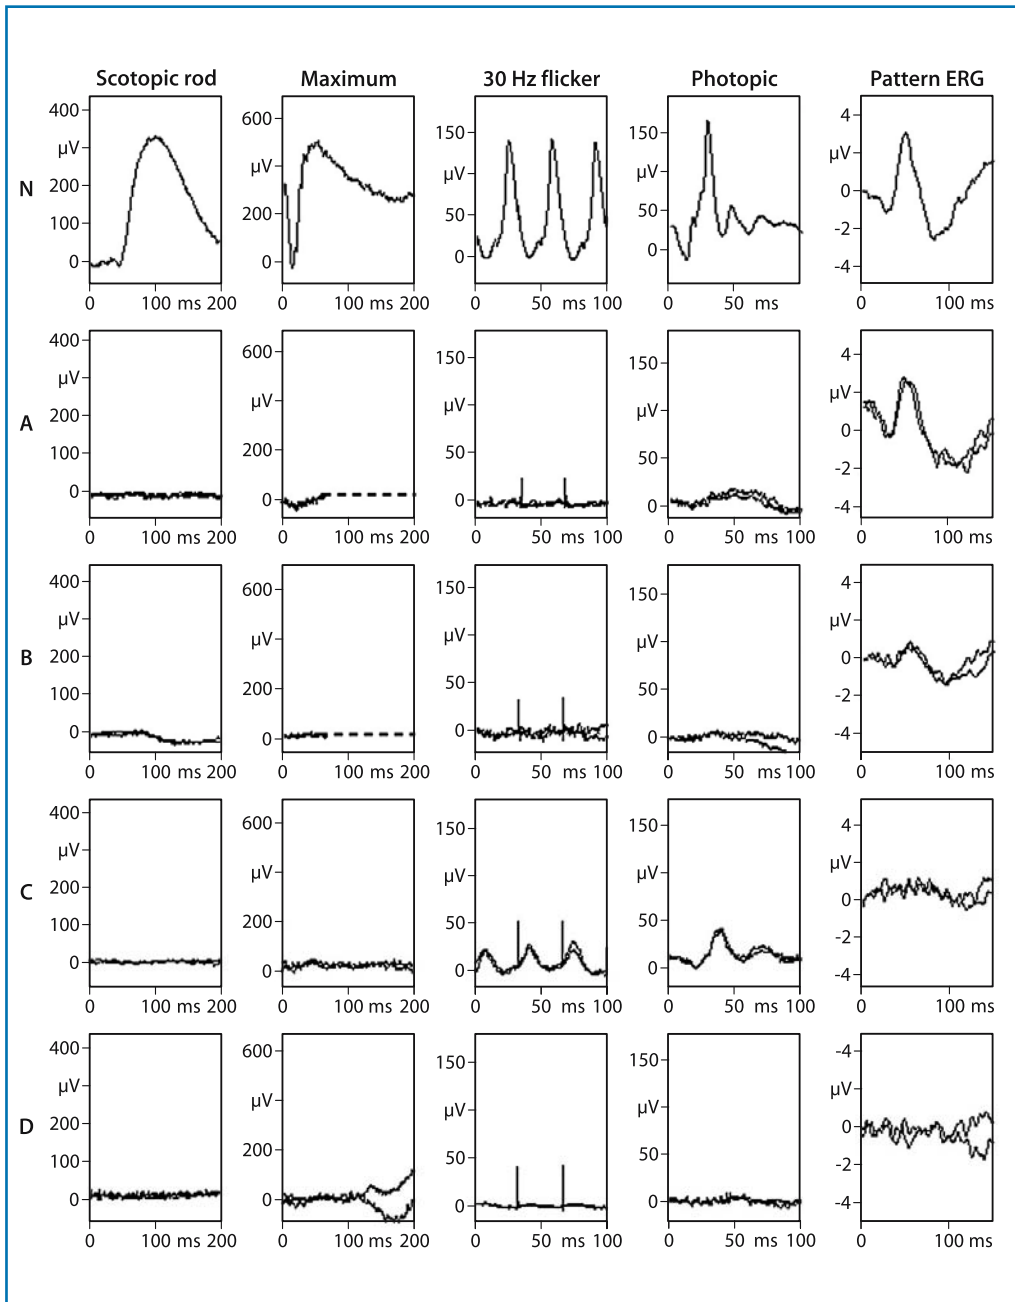 Scotopic rod Maximum 30 Hz flicker Photopic Pattern ERG
N
400 µV 200 100 0
0 100 ms 200
600 µV 200 0
0 100 ms 200
150 µV 50 0
0 50 ms 100
150 µV 50 0
0 50 ms
4 µV 0 -2 -4
0 100 ms
A
400 µV 200 100 0
0 100 ms 200
600 µV 200 0
0 100 ms 200
150 µV 50 0
0 50 ms 100
150 µV 50 0
0 50 ms 100
4 µV 0 -2 -4
0 100 ms
B
400 µV 200 100 0
0 100 ms 200
600 µV 200 0
0 100 ms 200
150 µV 50 0
0 50 ms 100
150 µV 50 0
0 50 ms 100
4 µV 0 -2 -4
0 100 ms
C
400 µV 200 100 0
0 100 ms 200
600 µV 200 0
0 100 ms 200
150 µV 50 0
0 50 ms 100
150 µV 50 0
0 50 ms 100
4 µV 0 -2 -4
0 100 ms
D
400 µV 200 100 0
0 100 ms 200
600 µV 200 0
0 100 ms 200
150 µV 50 0
0 50 ms 100
150 µV 50 0
0 50 ms 100
-4 µV 0 -2 -4
0 100 ms